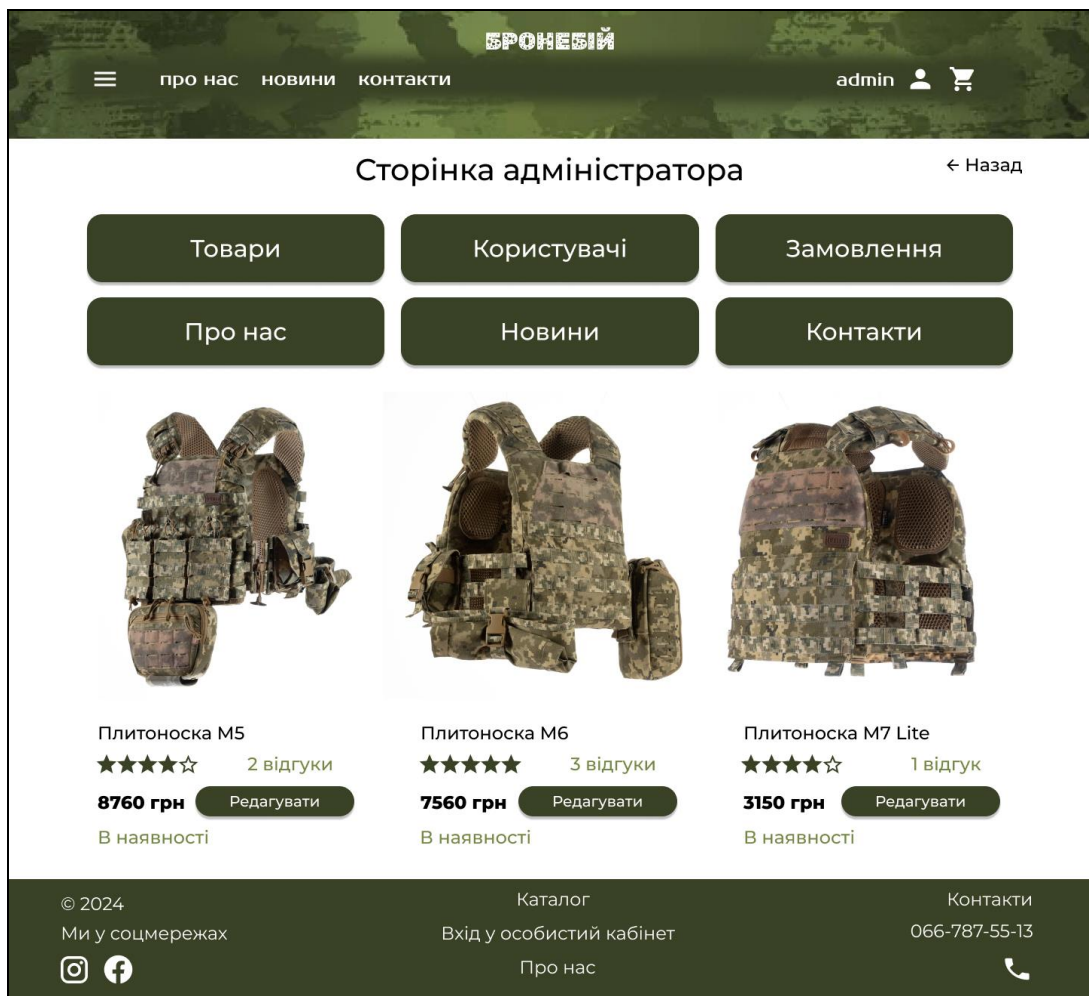 БРОНЕБІЙ
про нас новини контакти admin
Сторінка адміністратора
← Назад
Товари Користувачі Замовлення
Про нас Новини Контакти
Плитоноска М5 Плитоноска М6 Плитоноска М7 Lite
2 відгуки 3 відгуки 1 відгук
8760 грн Редагувати 7560 грн Редагувати 3150 грн Редагувати
В наявності В наявності В наявності
© 2024 Каталог Контакти
Ми у соцмережах Вхід у особистий кабінет 066-787-55-13
Про нас